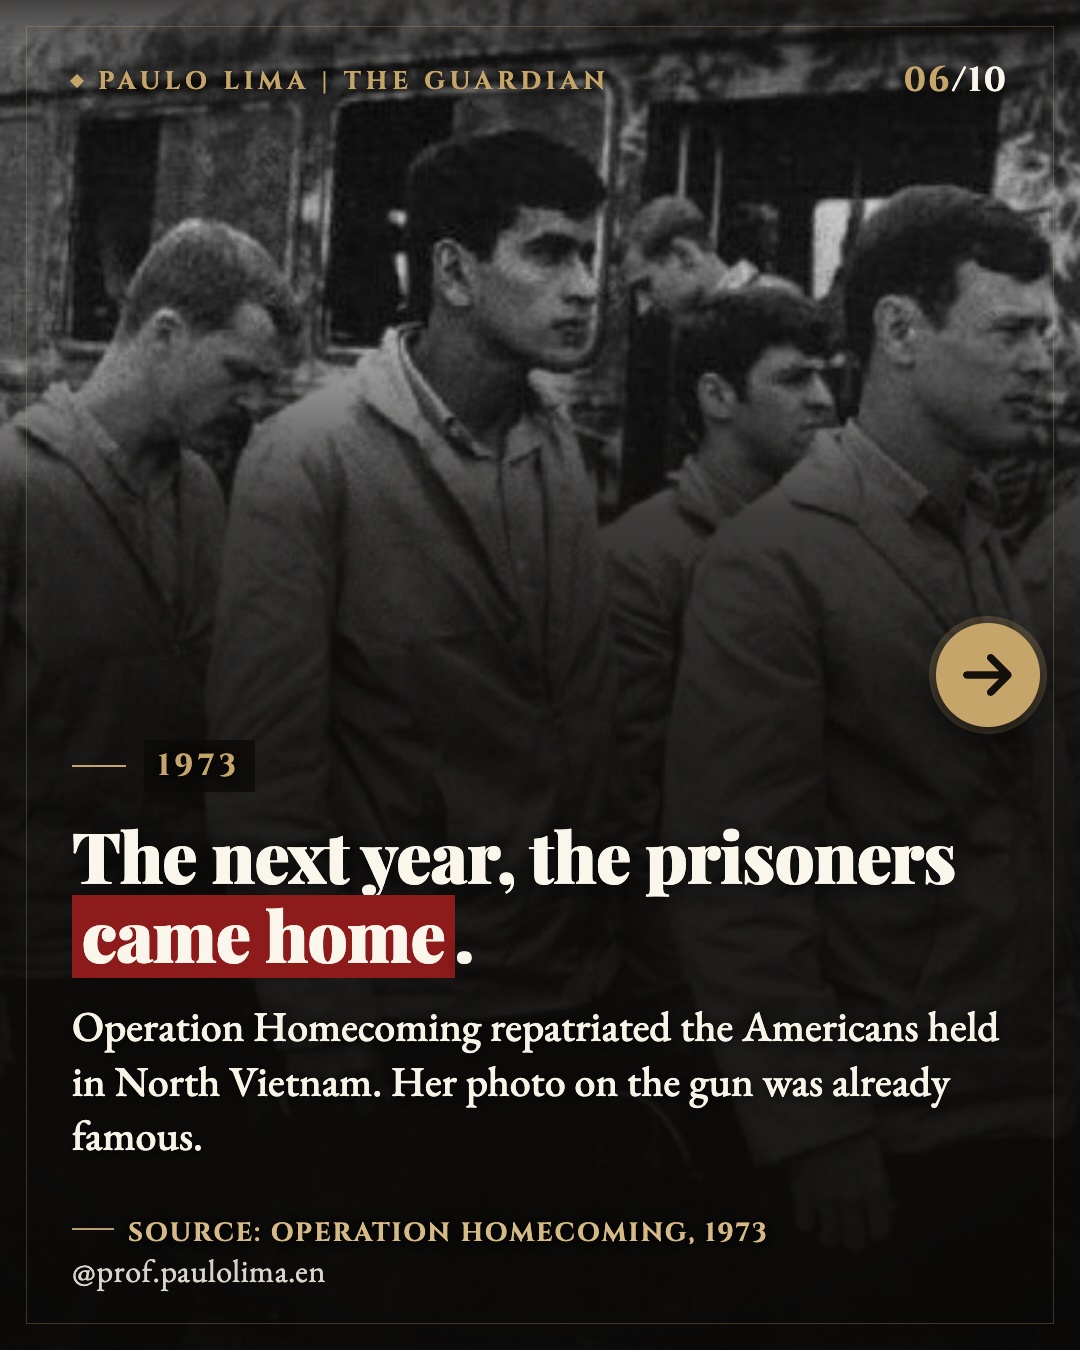 ◆ PAULO LIMA | THE GUARDIAN
06/10
1973
The next year, the prisoners
came home.
Operation Homecoming repatriated the Americans held
in North Vietnam. Her photo on the gun was already
famous.
SOURCE: OPERATION HOMECOMING, 1973
@prof.paulolima.en